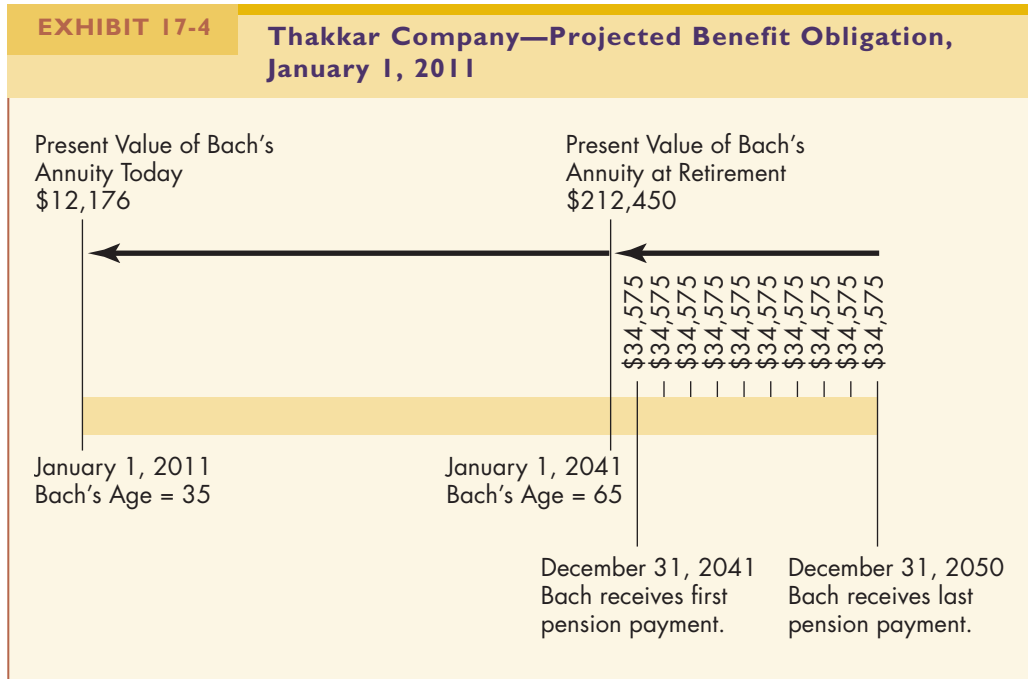 EXHIBIT 17-4
Thakkar Company—Projected Benefit Obligation,
January 1, 2011
Present Value of Bach’s
Annuity Today
$12,176
Present Value of Bach’s
Annuity at Retirement
$212,450
$34,575
$34,575
$34,575
$34,575
$34,575
$34,575
$34,575
$34,575
$34,575
$34,575
January 1, 2011
Bach’s Age = 35
January 1, 2041
Bach’s Age = 65
December 31, 2041
Bach receives first
pension payment.
December 31, 2050
Bach receives last
pension payment.